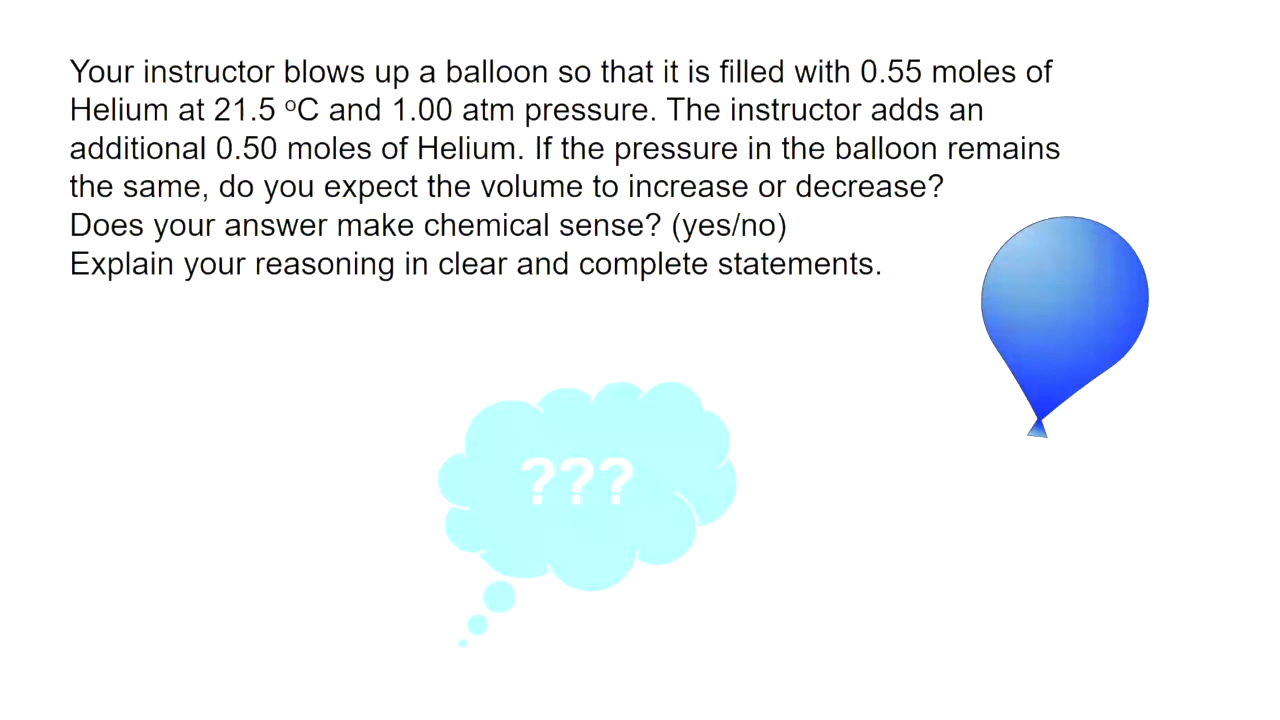 Your instructor blows up a balloon so that it is filled with 0.55 moles of
Helium at 21.5 ºC and 1.00 atm pressure. The instructor adds an
additional 0.50 moles of Helium. If the pressure in the balloon remains
the same, do you expect the volume to increase or decrease?
Does your answer make chemical sense? (yes/no)
Explain your reasoning in clear and complete statements.
???